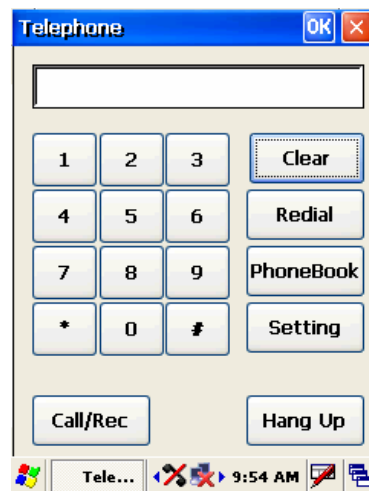 Telephone OK
1 2 3 Clear
4 5 6 Redial
7 8 9 PhoneBook
* 0 # Setting
Call/Rec Hang Up
Tele... 9:54 AM